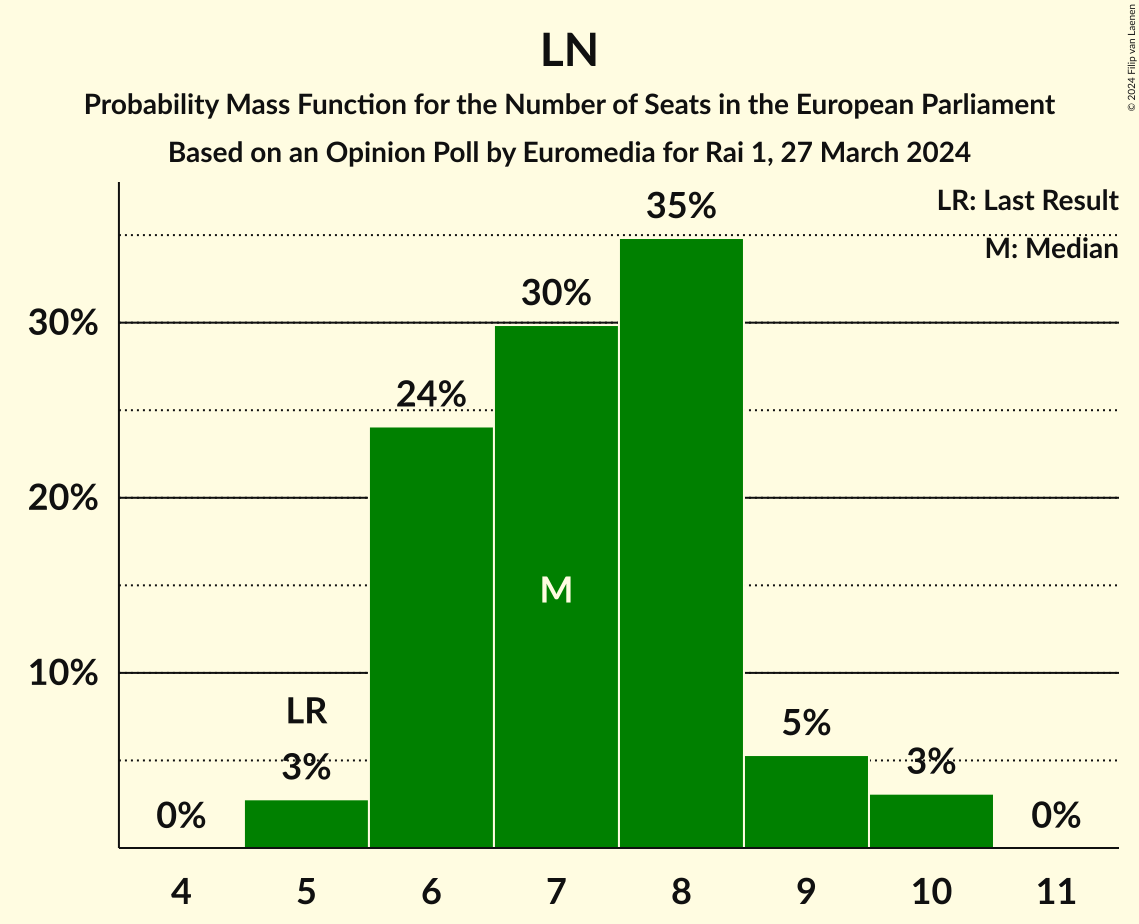 LN
Probability Mass Function for the Number of Seats in the European Parliament
Based on an Opinion Poll by Euromedia for Rai 1, 27 March 2024
© 2024 Filip van Laenen
LR: Last Result
M: Median
35%
30%
30%
24%
20%
M
10%
LR
5%
3%
3%
0%
0%
4 5 6 7 8 9 10 11